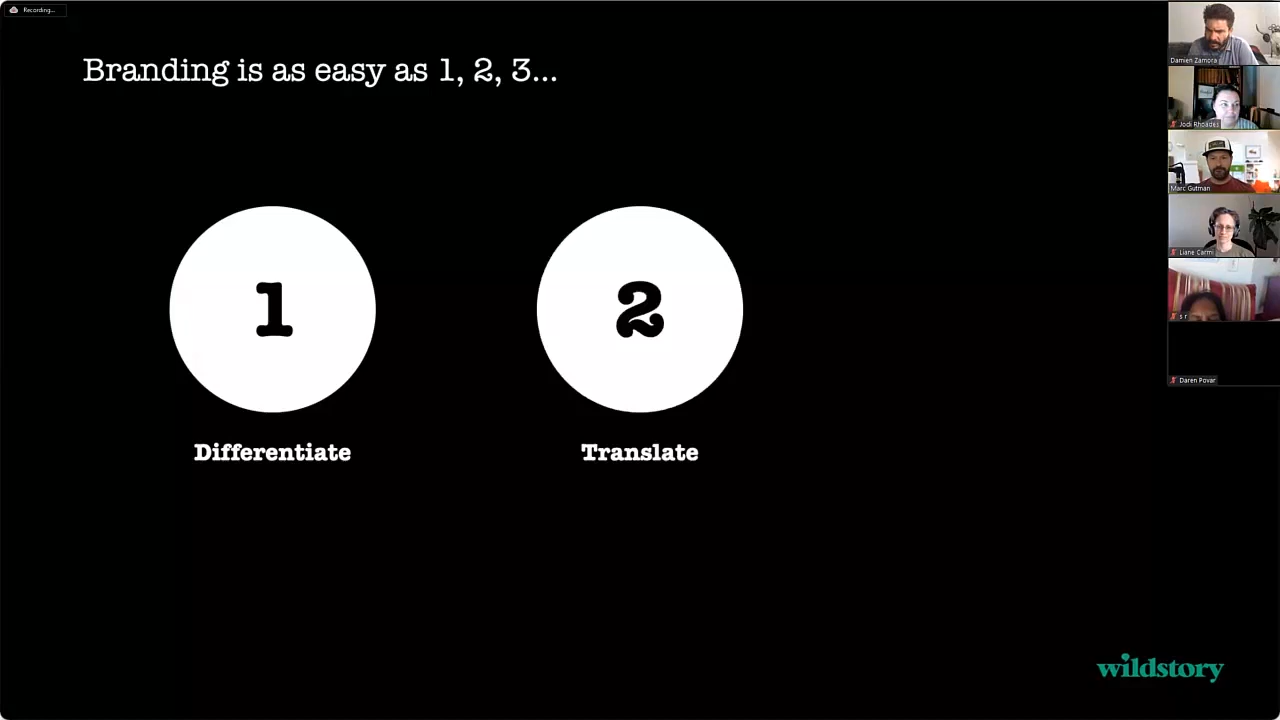 Recording...
Branding is as easy as 1, 2, 3...
1
2
Differentiate
Translate
wildstory
Damien Zamora
Jodi Rhoades
Marc Gutman
Liane Carmi
s r
Daren Povar